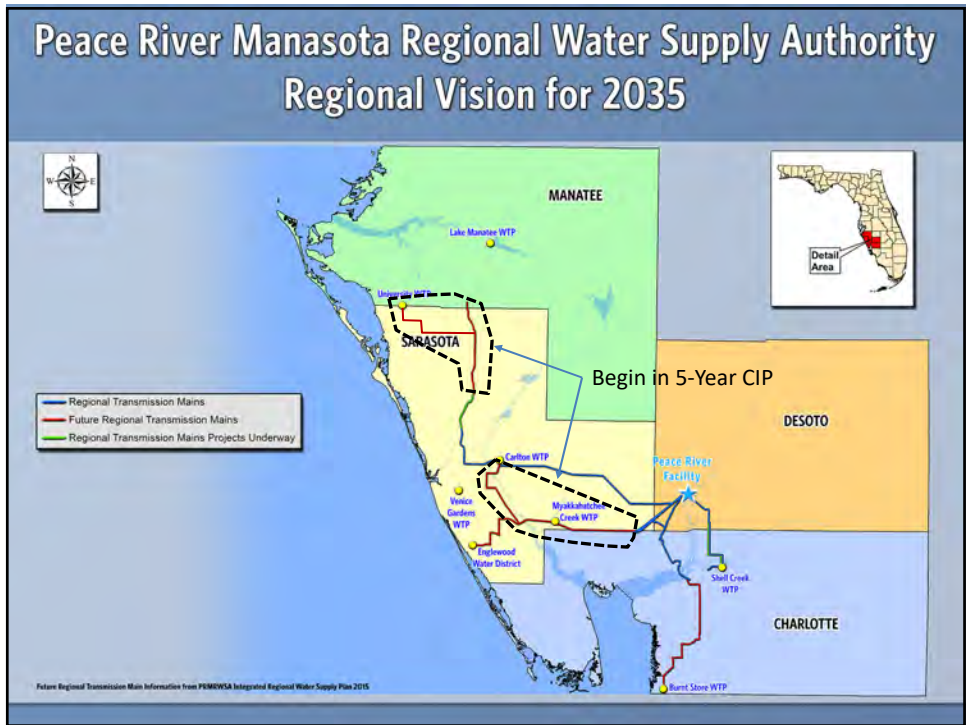 Peace River Manasota Regional Water Supply Authority
Regional Vision for 2035
N
W
E
S
MANATEE
Lake Manatee WTP
Detail
Area
University WTP
SARASOTA
Begin in 5-Year CIP
Regional Transmission Mains
Future Regional Transmission Mains
Regional Transmission Mains Projects Underway
DESOTO
Carlton WTP
Peace River
Facility
Venice
Gardens
WTP
Myakkahatchee
Creek WTP
Englewood
Water District
Shell Creek
WTP
CHARLOTTE
Burnt Store WTP
Future Regional Transmission Main Information from PRMRWSA Integrated Regional Water Supply Plan 2015